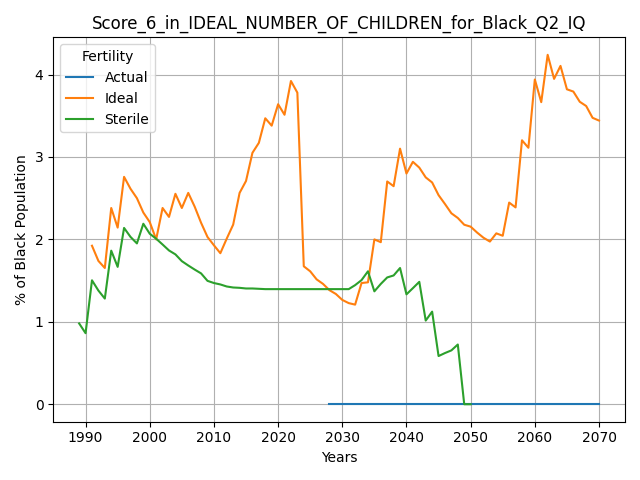 Score_6_in_IDEAL_NUMBER_OF_CHILDREN_for_Black_Q2_IQ
Fertility
Actual
Ideal
Sterile
% of Black Population
4
3
2
1
0
1990 2000 2010 2020 2030 2040 2050 2060 2070
Years